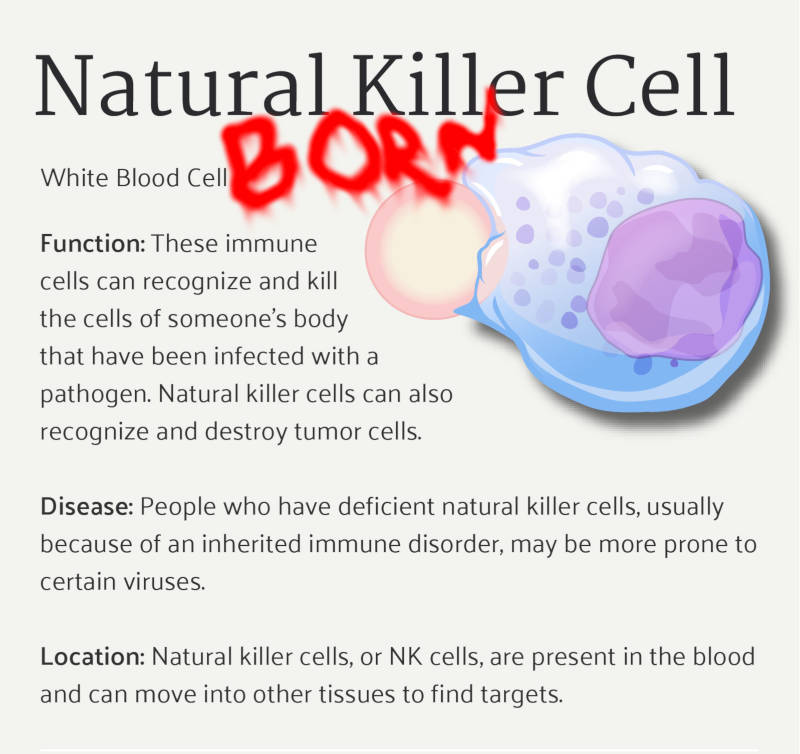 Natural Killer Cell
BORN
White Blood Cell
Function: These immune
cells can recognize and kill
the cells of someone’s body
that have been infected with a
pathogen. Natural killer cells can also
recognize and destroy tumor cells.
Disease: People who have deficient natural killer cells, usually
because of an inherited immune disorder, may be more prone to
certain viruses.
Location: Natural killer cells, or NK cells, are present in the blood
and can move into other tissues to find targets.